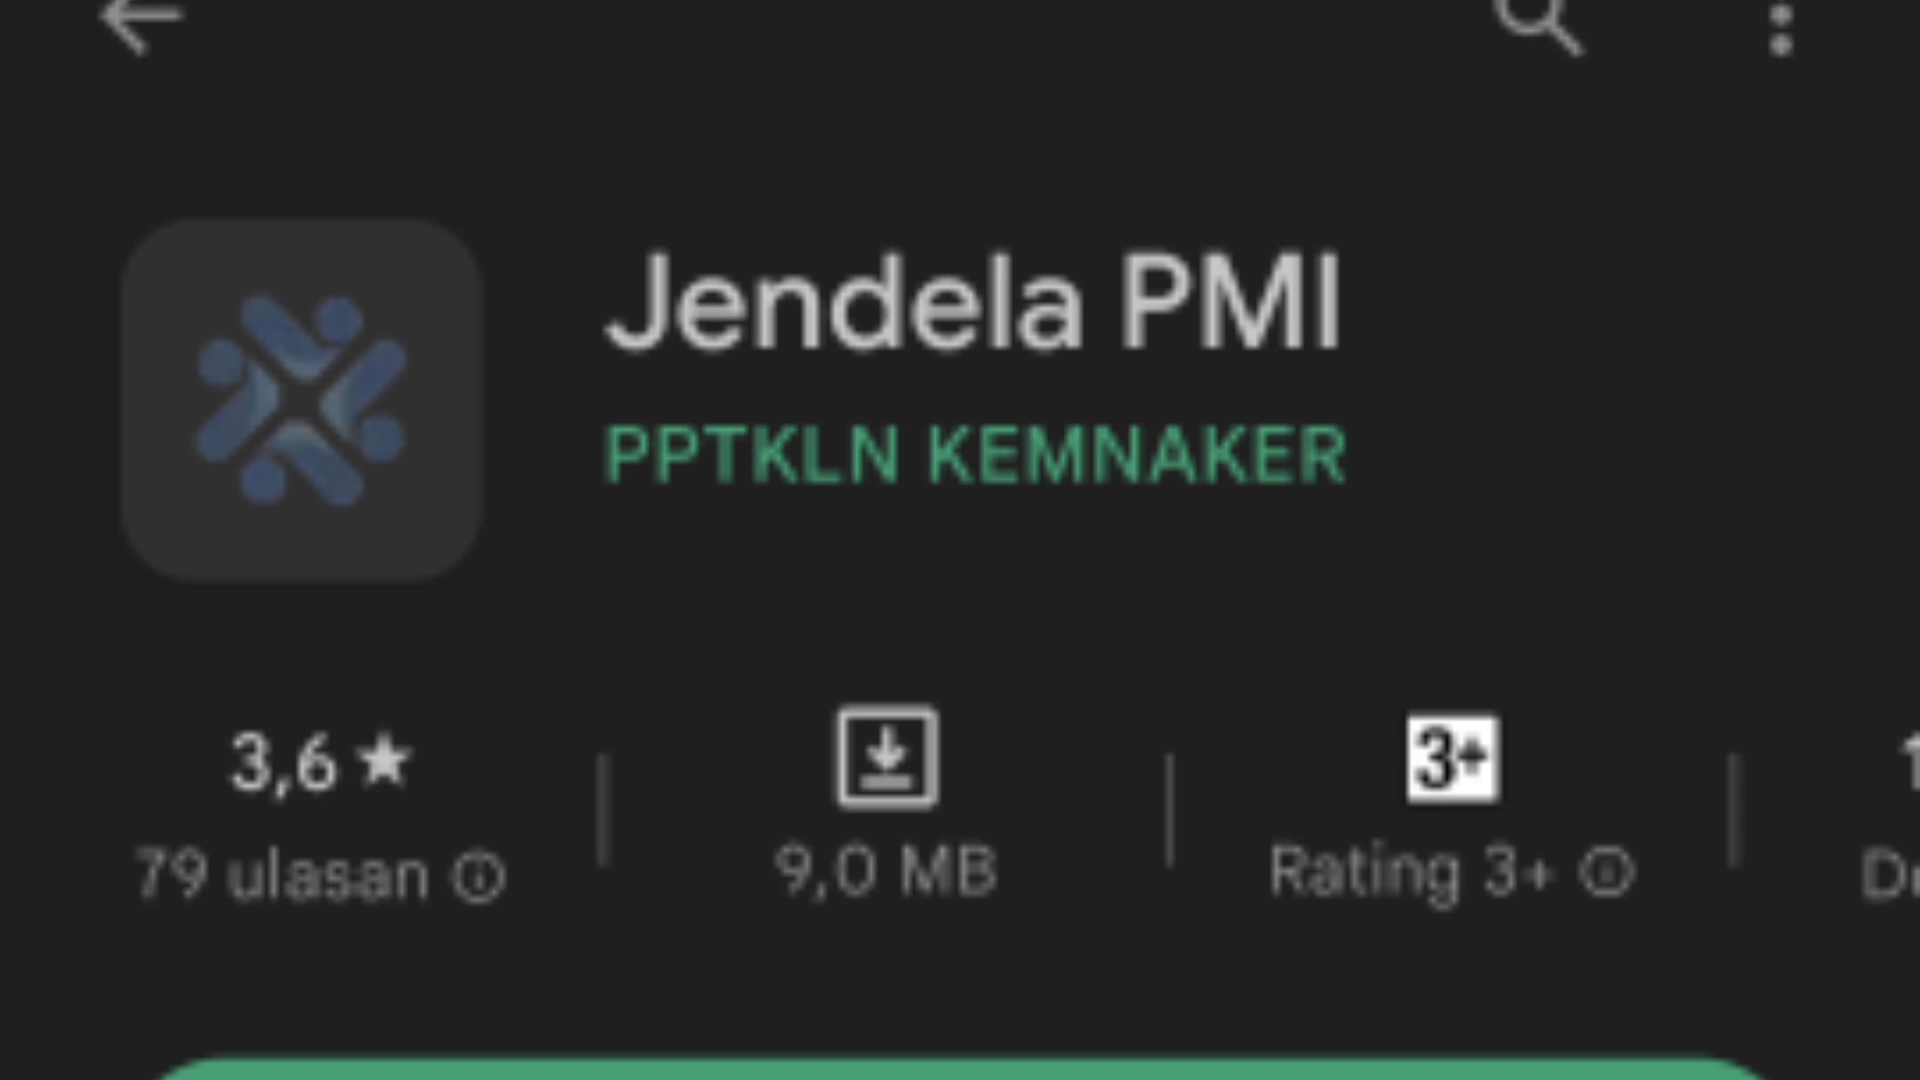 Jendela PMI
PPTKLN KEMNAKER
3,6 ★
79 ulasan
9,0 MB
3+
Rating 3+